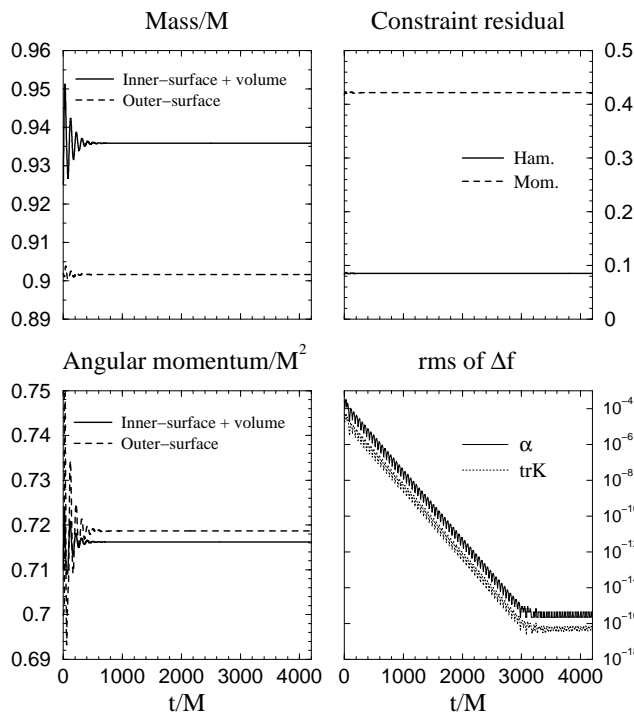 Mass/M
0.96
0.95
0.94
0.93
0.92
0.91
0.9
0.89
Inner−surface + volume
Outer−surface
Constraint residual
0.5
0.4
0.3
0.2
0.1
0
Ham.
Mom.
Angular momentum/M²
0.75
0.74
0.73
0.72
0.71
0.7
0.69
Inner−surface + volume
Outer−surface
0 1000 2000 3000 4000
t/M
rms of Δf
α
trK
10⁻⁴
10⁻⁶
10⁻⁸
10⁻¹⁰
10⁻¹²
10⁻¹⁴
10⁻¹⁶
10⁻¹⁸
0 1000 2000 3000 4000
t/M